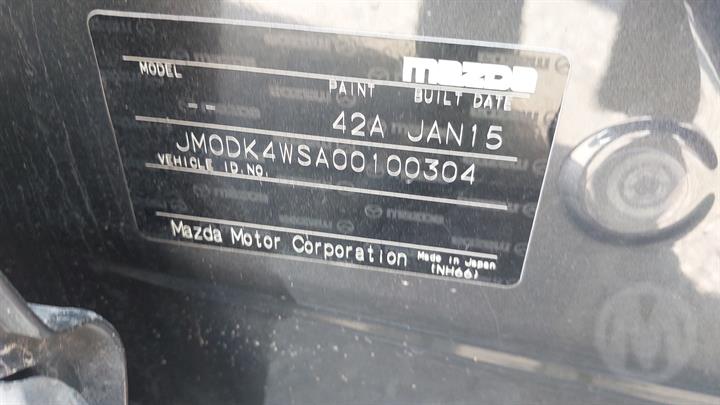 mazda
MODEL PAINT BUILT DATE
-- 42A JAN15
JM0DK4WSA00100304
VEHICLE ID.NO.
Mazda Motor Corporation Made in Japan
(NH66)
M